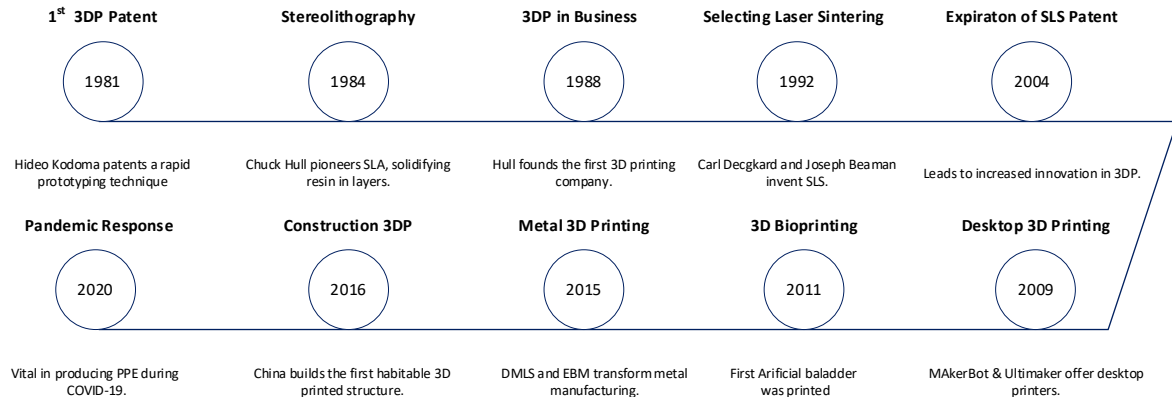 1st 3DP Patent
Stereolithography
3DP in Business
Selecting Laser Sintering
Expiraton of SLS Patent
1981
1984
1988
1992
2004
Hideo Kodoma patents a rapid
prototyping technique
Chuck Hull pioneers SLA, solidifying
resin in layers.
Hull founds the first 3D printing
company.
Carl Decgkard and Joseph Beaman
invent SLS.
Leads to increased innovation in 3DP.
Pandemic Response
Construction 3DP
Metal 3D Printing
3D Bioprinting
Desktop 3D Printing
2020
2016
2015
2011
2009
Vital in producing PPE during
COVID-19.
China builds the first habitable 3D
printed structure.
DMLS and EBM transform metal
manufacturing.
First Arificial baladder
was printed
MAkerBot & Ultimaker offer desktop
printers.